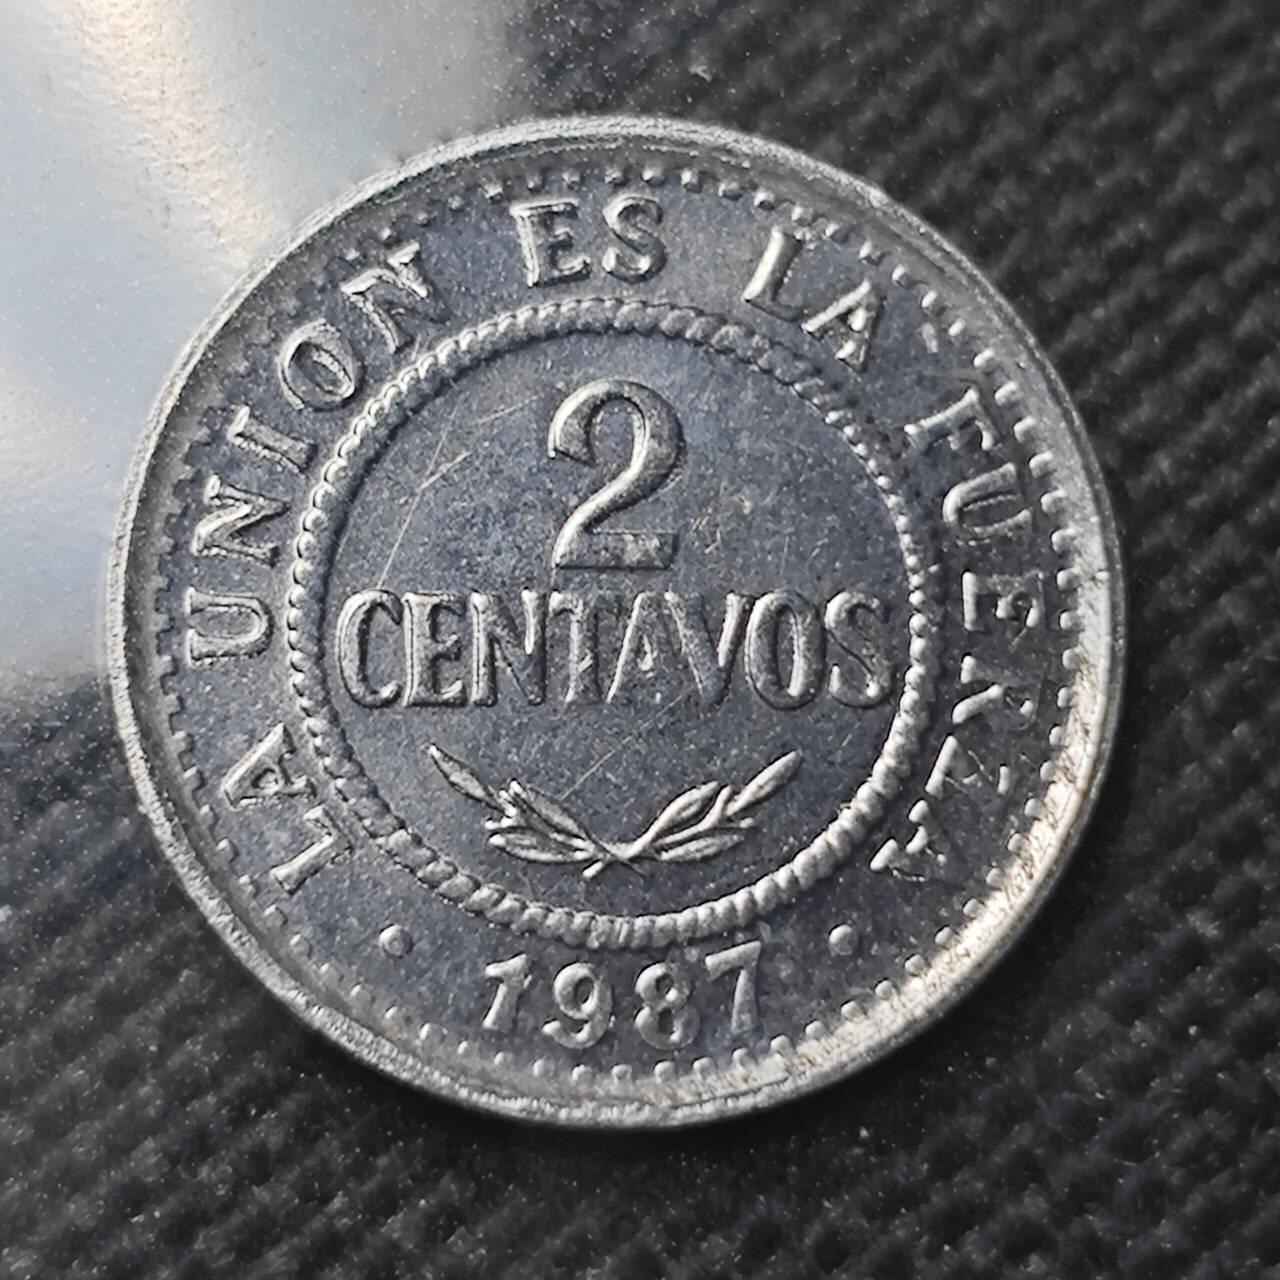 LA UNION ES LA FUERZA
2
CENTAVOS
· 1987 ·